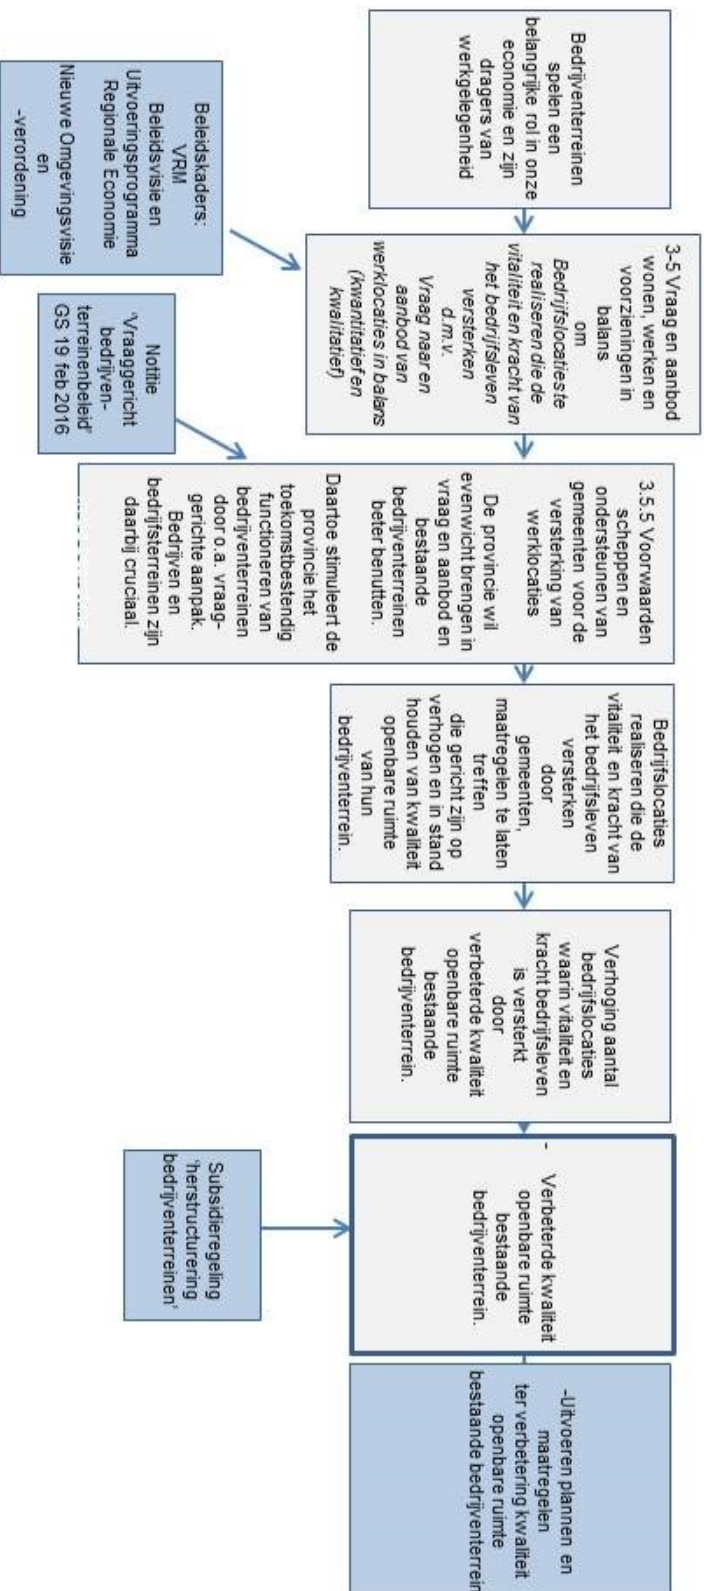 Bedrijventerreinen
spelen een
belangrijke rol in onze
economie en zijn
dragers van
werkgelegenheid
3-5 Vraag en aanbod
wonen, werken en
voorzieningen in
balans
om
Bedrijfslocaties te
realiseren die de
vitaliteit en kracht van
het bedrijfsleven
versterken
d.m.v.
Vraag naar en
aanbod van
werklocaties in balans
(kwantitatief en
kwalitatief)
Beleidskaders:
VRM
Beleidsvisie en
Uitvoeringsprogramma
Regionale Economie
Nieuwe Omgevingsvisie
en
-verordening
3.5.5 Voorwaarden
scheppen en
ondersteunen van
gemeenten voor de
versterking van
werklocaties
De provincie wil
evenwicht brengen in
vraag en aanbod en
bestaande
bedrijventerreinen
beter benutten.
Daartoe stimuleert de
provincie het
toekomstbestendig
functioneren van
bedrijventerreinen
door o.a. vraag-
gerichte aanpak.
Bedrijven en
bedrijfsterreinen zijn
daarbij cruciaal.
Notitie
'Vraaggericht
bedrijven-
terreinenbeleid'
GS 19 feb 2016
Bedrijfslocaties
realiseren die de
vitaliteit en kracht van
het bedrijfsleven
versterken
door
gemeenten,
maatregelen te laten
treffen
die gericht zijn op
verhogen en in stand
houden van kwaliteit
openbare ruimte
van hun
bedrijventerrein.
Verhoging aantal
bedrijfslocaties
waarin vitaliteit en
kracht bedrijfsleven
is versterkt
door
verbeterde kwaliteit
openbare ruimte
bestaande
bedrijventerrein.
- Verbeterde kwaliteit
openbare ruimte
bestaande
bedrijventerrein.
Subsidieregeling
'herstructurering
bedrijventerreinen'
-Uitvoeren plannen en
maatregelen
ter verbetering kwaliteit
openbare ruimte
bestaande bedrijventerrein